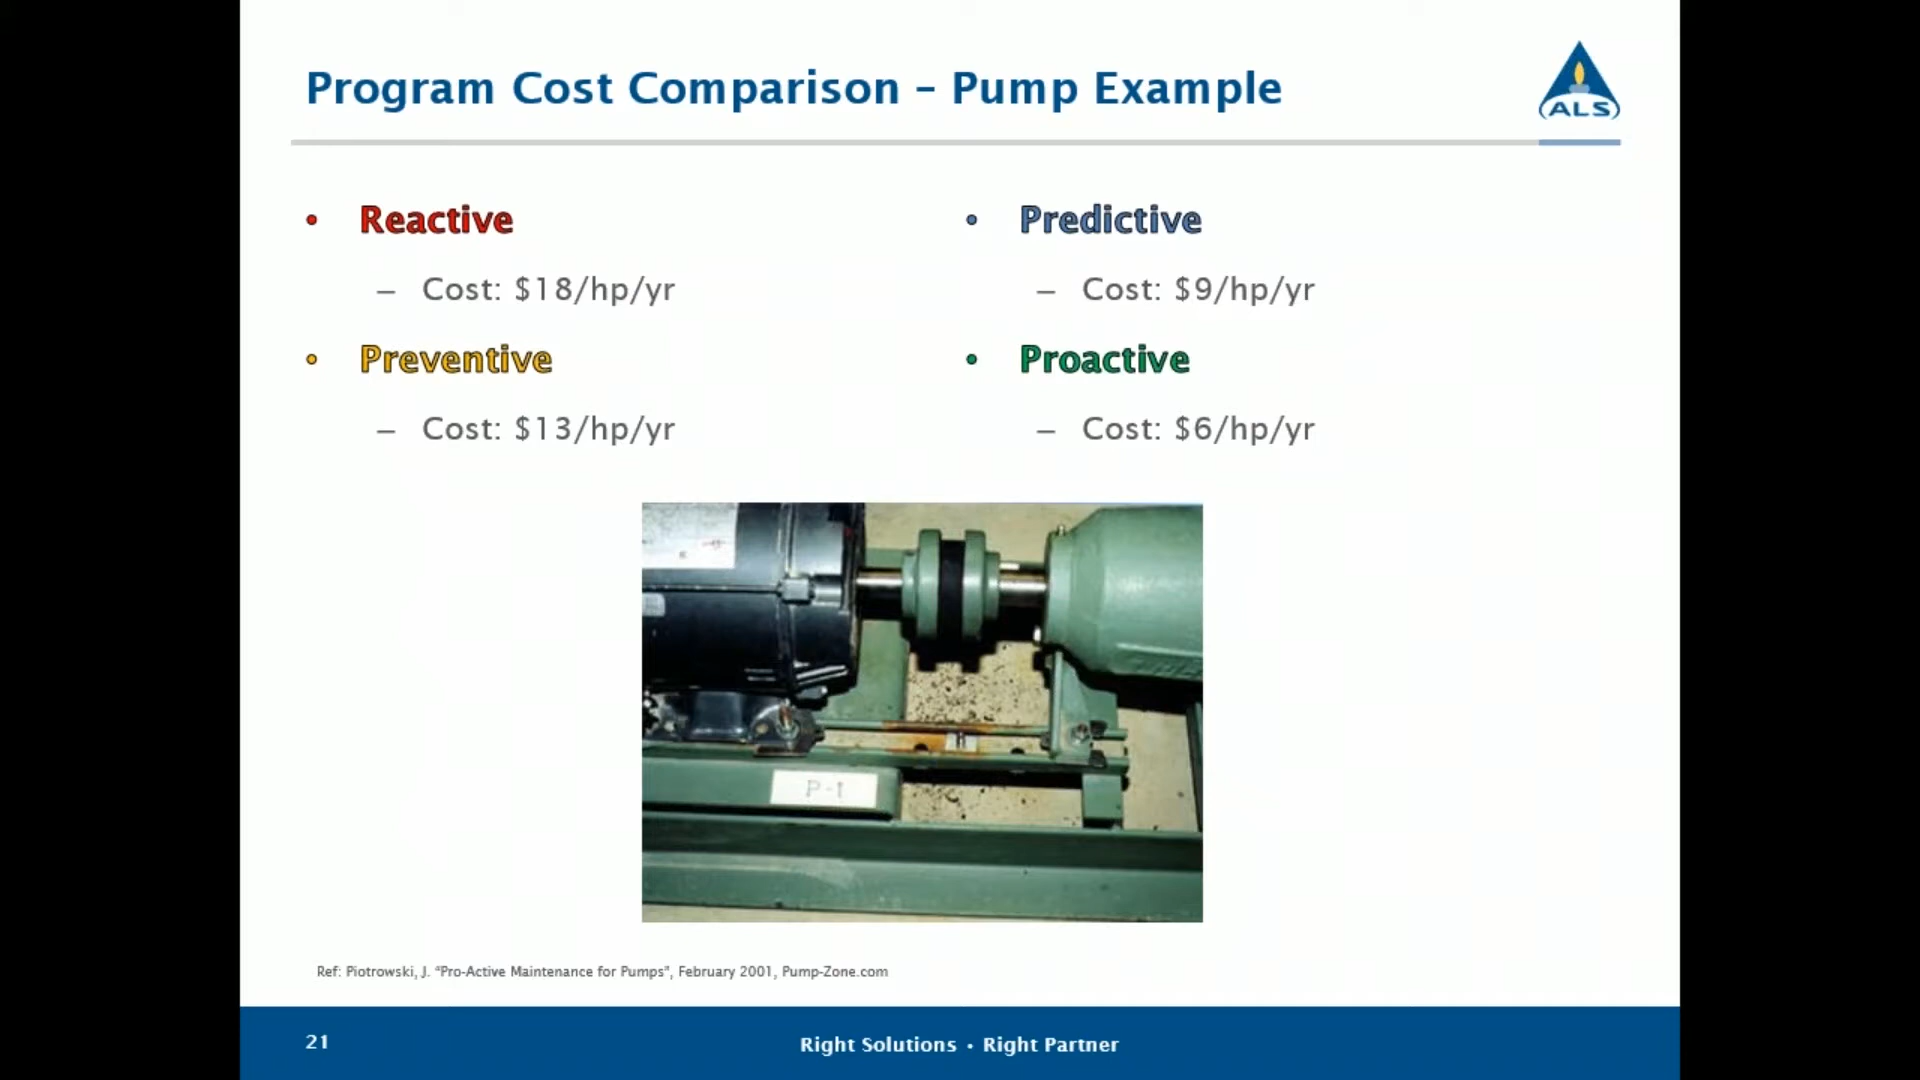 Program Cost Comparison – Pump Example
ALS
• Reactive
– Cost: $18/hp/yr
• Preventive
– Cost: $13/hp/yr
• Predictive
– Cost: $9/hp/yr
• Proactive
– Cost: $6/hp/yr
P-1
Ref: Piotrowski, J. “Pro-Active Maintenance for Pumps”, February 2001, Pump-Zone.com
21
Right Solutions • Right Partner